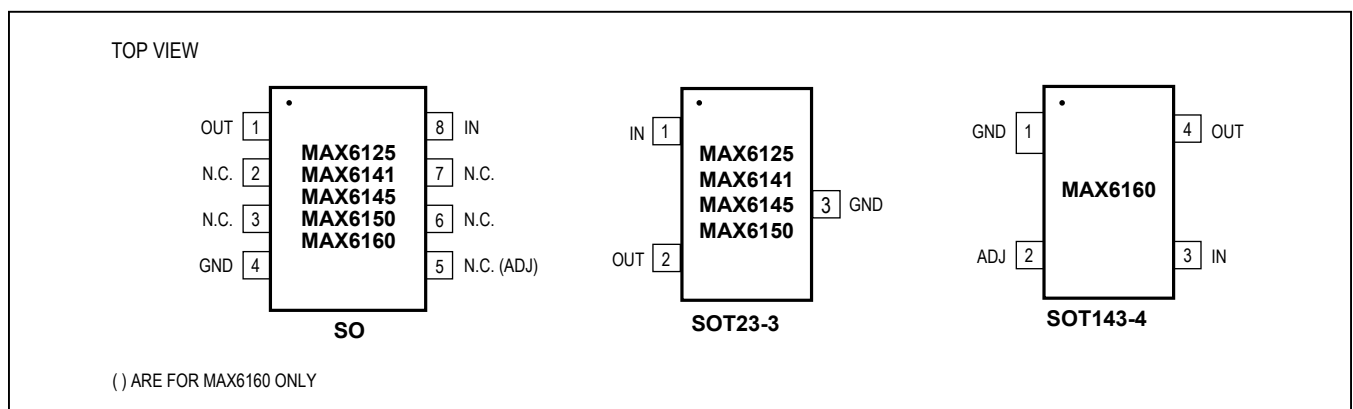 TOP VIEW
OUT 1
N.C. 2
N.C. 3
GND 4
MAX6125
MAX6141
MAX6145
MAX6150
MAX6160
8 IN
7 N.C.
6 N.C.
5 N.C. (ADJ)
SO
IN 1
OUT 2
MAX6125
MAX6141
MAX6145
MAX6150
3 GND
SOT23-3
GND 1
ADJ 2
MAX6160
4 OUT
3 IN
SOT143-4
( ) ARE FOR MAX6160 ONLY